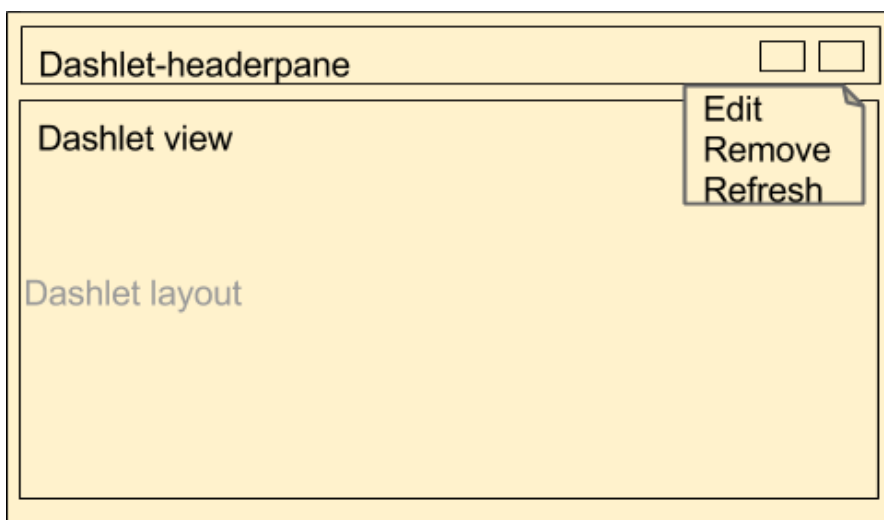 Dashlet-headerpane
Edit
Dashlet view
Remove
Refresh
Dashlet layout